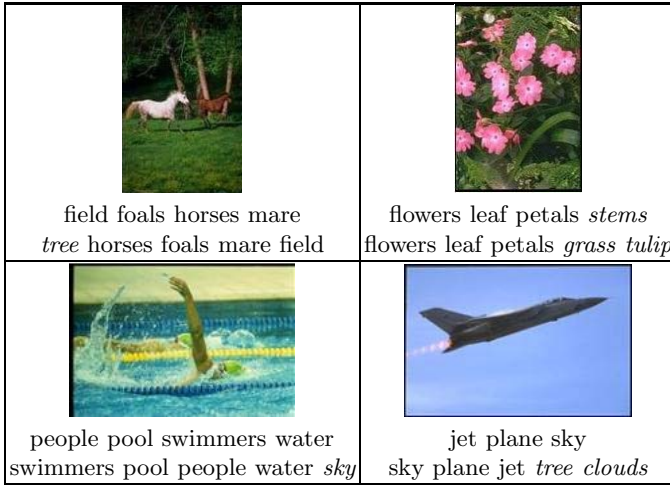 field foals horses mare
tree horses foals mare field
flowers leaf petals stems
flowers leaf petals grass tulip
people pool swimmers water
swimmers pool people water sky
jet plane sky
sky plane jet tree clouds